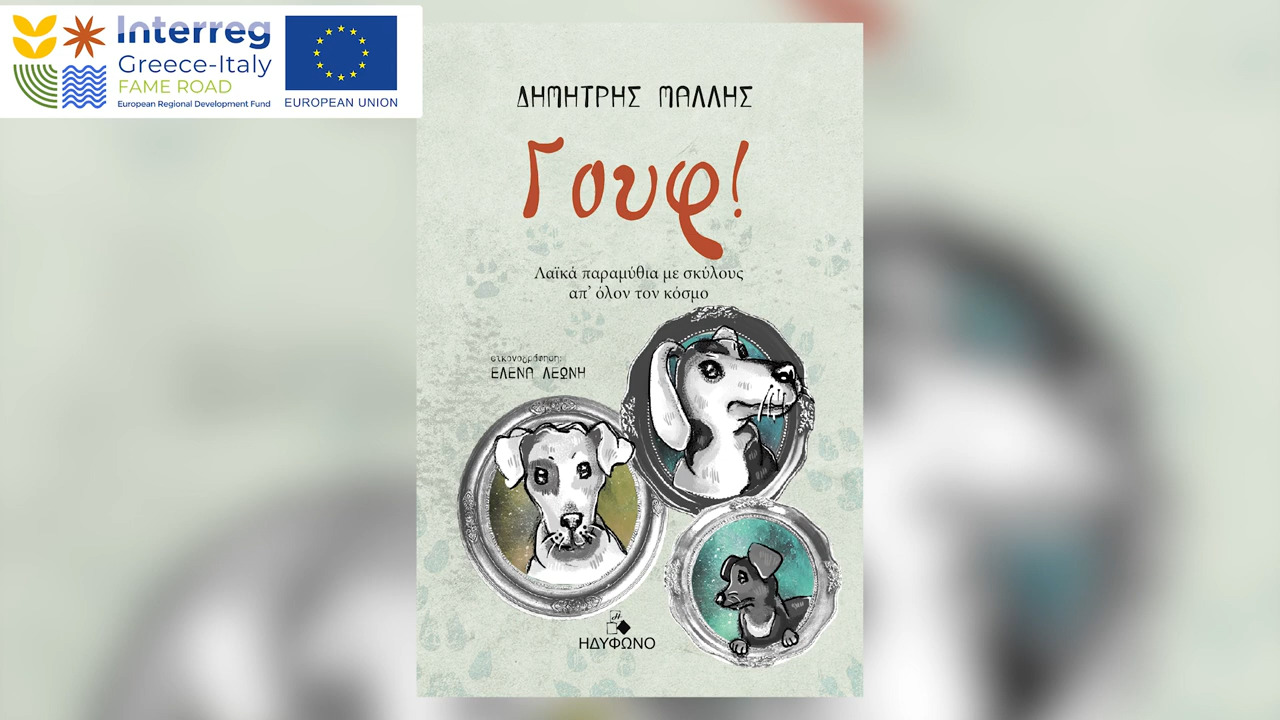 Interreg
Greece-Italy
FAME ROAD
European Regional Development Fund
EUROPEAN UNION
ΔΗΜΗΤΡΗΣ ΜΑΛΛΗΣ
Γουφ!
Λαϊκά παραμύθια με σκύλους
απ’ όλον τον κόσμο
εικονογράφηση:
ΕΛΕΝΑ ΛΕΩΝΗ
ΗΔΥΦΩΝΟ